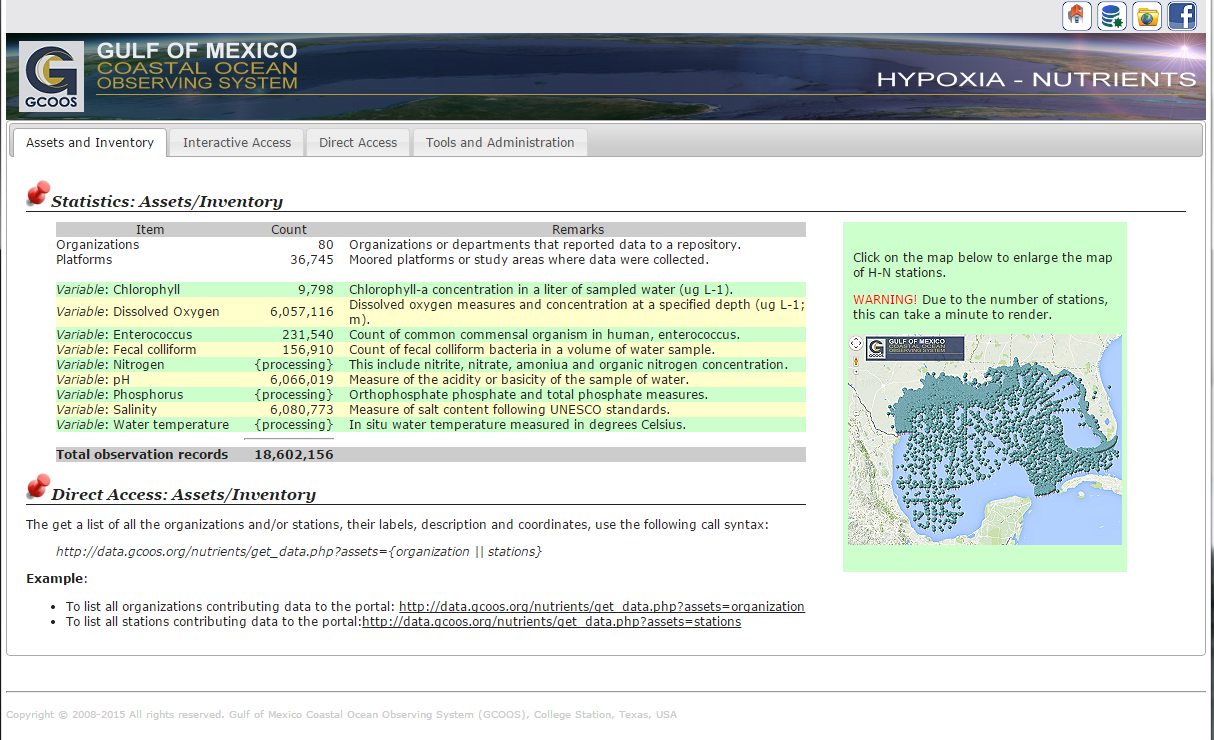 GULF OF MEXICO
COASTAL OCEAN
OBSERVING SYSTEM
GCOOS
HYPOXIA - NUTRIENTS
Assets and Inventory
Interactive Access
Direct Access
Tools and Administration
Statistics: Assets/Inventory
Item Count Remarks
Organizations 80 Organizations or departments that reported data to a repository.
Platforms 36,745 Moored platforms or study areas where data were collected.
Variable: Chlorophyll 9,798 Chlorophyll-a concentration in a liter of sampled water (ug L-1).
Variable: Dissolved Oxygen 6,057,116 Dissolved oxygen measures and concentration at a specified depth (ug L-1;
m).
Variable: Enterococcus 231,540 Count of common commensal organism in human, enterococcus.
Variable: Fecal colliform 156,910 Count of fecal colliform bacteria in a volume of water sample.
Variable: Nitrogen {processing} This include nitrite, nitrate, amoniua and organic nitrogen concentration.
Variable: pH 6,066,019 Measure of the acidity or basicity of the sample of water.
Variable: Phosphorus {processing} Orthophosphate phosphate and total phosphate measures.
Variable: Salinity 6,080,773 Measure of salt content following UNESCO standards.
Variable: Water temperature {processing} In situ water temperature measured in degrees Celsius.
Total observation records 18,602,156
Click on the map below to enlarge the map
of H-N stations.
WARNING! Due to the number of stations,
this can take a minute to render.
GULF OF MEXICO
COASTAL OCEAN
OBSERVING SYSTEM
GCOOS
Direct Access: Assets/Inventory
The get a list of all the organizations and/or stations, their labels, description and coordinates, use the following call syntax:
http://data.gcoos.org/nutrients/get_data.php?assets={organization || stations}
Example:
• To list all organizations contributing data to the portal: http://data.gcoos.org/nutrients/get_data.php?assets=organization
• To list all stations contributing data to the portal:http://data.gcoos.org/nutrients/get_data.php?assets=stations
Copyright © 2008-2015 All rights reserved. Gulf of Mexico Coastal Ocean Observing System (GCOOS), College Station, Texas, USA